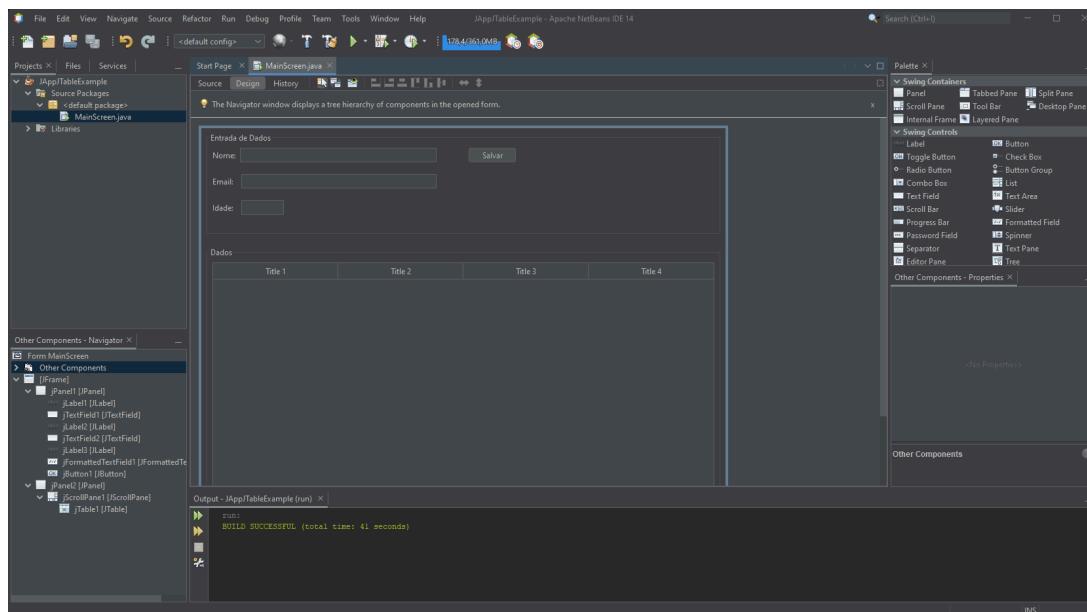 File Edit View Navigate Source Refactor Run Debug Profile Team Tools Window Help JAppJTableExample - Apache NetBeans IDE 14 Search (Ctrl+I)
<default config> 178,4/361,0MB
Projects Files Services
JAppJTableExample
Source Packages
<default package>
MainScreen.java
Libraries
Start Page MainScreen.java
Source Design History
The Navigator window displays a tree hierarchy of components in the opened form. x
Entrada de Dados
Nome: Salvar
Email:
Idade:
Dados
Title 1 Title 2 Title 3 Title 4
Palette
Swing Containers
Panel Tabbed Pane Split Pane
Scroll Pane Tool Bar Desktop Pane
Internal Frame Layered Pane
Swing Controls
Label Button
Toggle Button Check Box
Radio Button Button Group
Combo Box List
Text Field Text Area
Scroll Bar Slider
Progress Bar Formatted Field
Password Field Spinner
Separator Text Pane
Editor Pane Tree
Other Components - Properties
<No Properties>
Other Components
Other Components - Navigator
Form MainScreen
Other Components
[JFrame]
jPanel1 [JPanel]
jLabel1 [JLabel]
jTextField1 [JTextField]
jLabel2 [JLabel]
jTextField2 [JTextField]
jLabel3 [JLabel]
jFormattedTextField1 [JFormattedTe
jButton1 [JButton]
jPanel2 [JPanel]
jScrollPane1 [JScrollPane]
jTable1 [JTable]
Output - JAppJTableExample (run)
run:
BUILD SUCCESSFUL (total time: 41 seconds)
INS